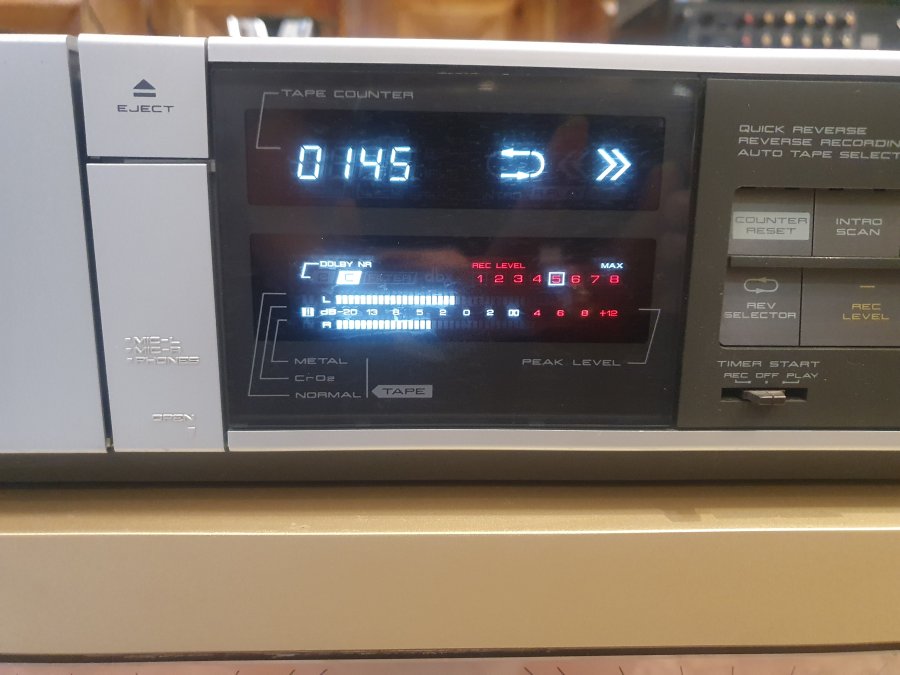 EJECT
TAPE COUNTER
0145
DOLBY NR
C
REC LEVEL
MAX
1 2 3 4 5 6 7 8
L
dB-20 13 8 5 2 0 2 4 6 8 +12
R
METAL
CrO2
NORMAL
TAPE
PEAK LEVEL
MIC-L
MIC-R
PHONES
OPEN
QUICK REVERSE
REVERSE RECORDIN
AUTO TAPE SELECT
COUNTER RESET
INTRO SCAN
REV SELECTOR
REC LEVEL
TIMER START
REC OFF PLAY